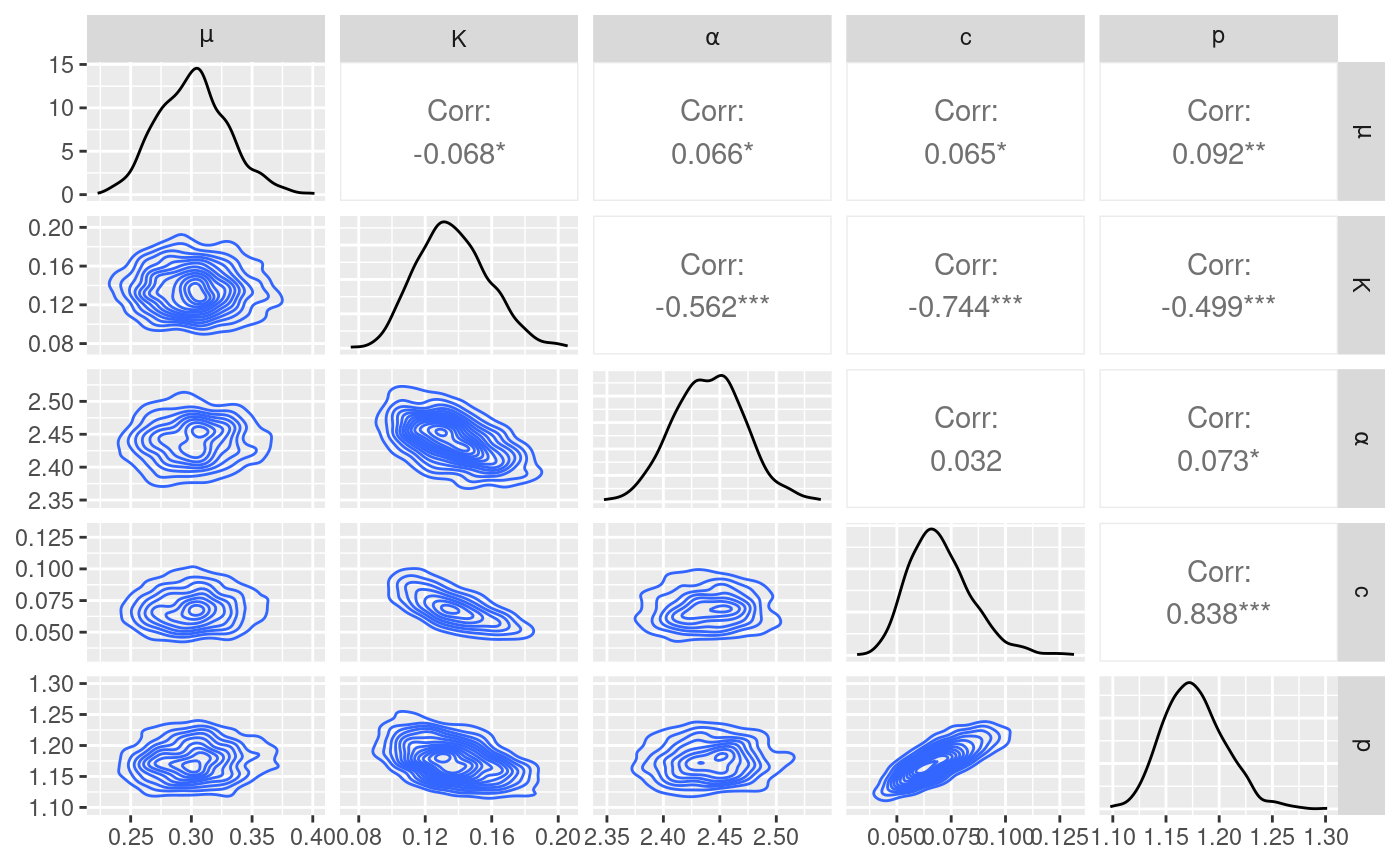 μ K α c p
15
10
5
0
Corr:
-0.068*
Corr:
0.066*
Corr:
0.065*
Corr:
0.092**
μ
0.20
0.16
0.12
0.08
Corr:
-0.562***
Corr:
-0.744***
Corr:
-0.499***
K
2.50
2.45
2.40
2.35
Corr:
0.032
Corr:
0.073*
α
0.125
0.100
0.075
0.050
Corr:
0.838***
c
1.30
1.25
1.20
1.15
1.10
p
0.25 0.30 0.35 0.40 0.08 0.12 0.16 0.20 2.35 2.40 2.45 2.50 0.050 0.075 0.100 0.125 1.10 1.15 1.20 1.25 1.30